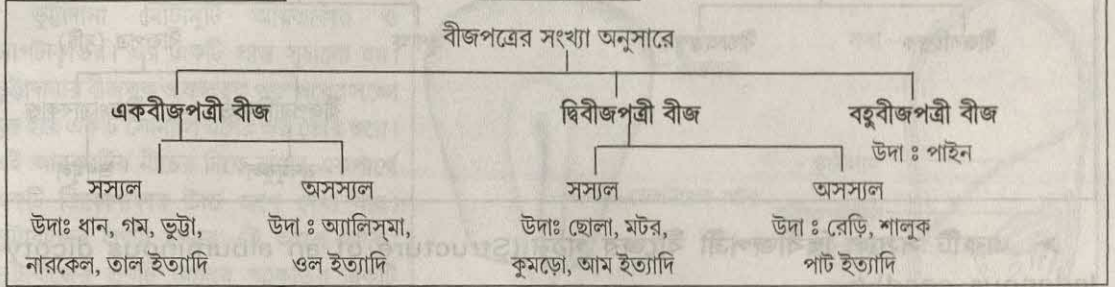 বীজপত্রের সংখ্যা অনুসারে
একবীজপত্রী বীজ দ্বিবীজপত্রী বীজ বহুবীজপত্রী বীজ
উদা ঃ পাইন
সস্যল অসস্যল সস্যল অসস্যল
উদাঃ ধান, গম, ভুট্টা, উদা ঃ অ্যালিস্‌মা, উদাঃ ছোলা, মটর, উদা ঃ রেড়ি, শালুক
নারকেল, তাল ইত্যাদি ওল ইত্যাদি কুমড়ো, আম ইত্যাদি পাট ইত্যাদি